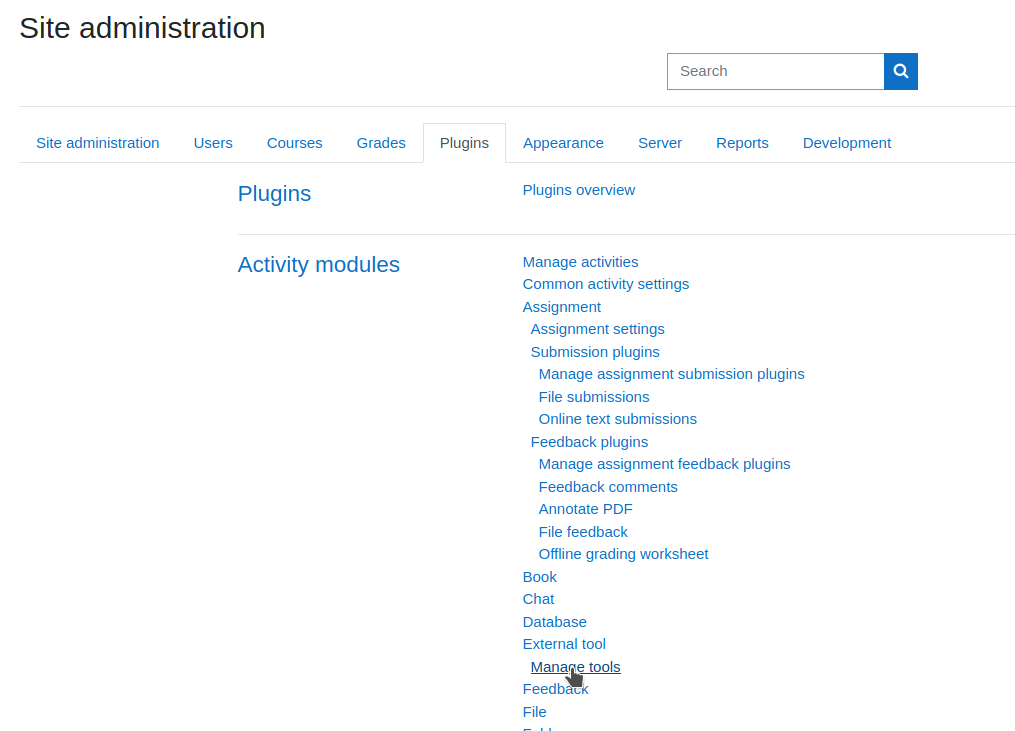 Site administration
Search
Site administration Users Courses Grades Plugins Appearance Server Reports Development
Plugins
Plugins overview
Activity modules
Manage activities
Common activity settings
Assignment
Assignment settings
Submission plugins
Manage assignment submission plugins
File submissions
Online text submissions
Feedback plugins
Manage assignment feedback plugins
Feedback comments
Annotate PDF
File feedback
Offline grading worksheet
Book
Chat
Database
External tool
Manage tools
Feedback
File